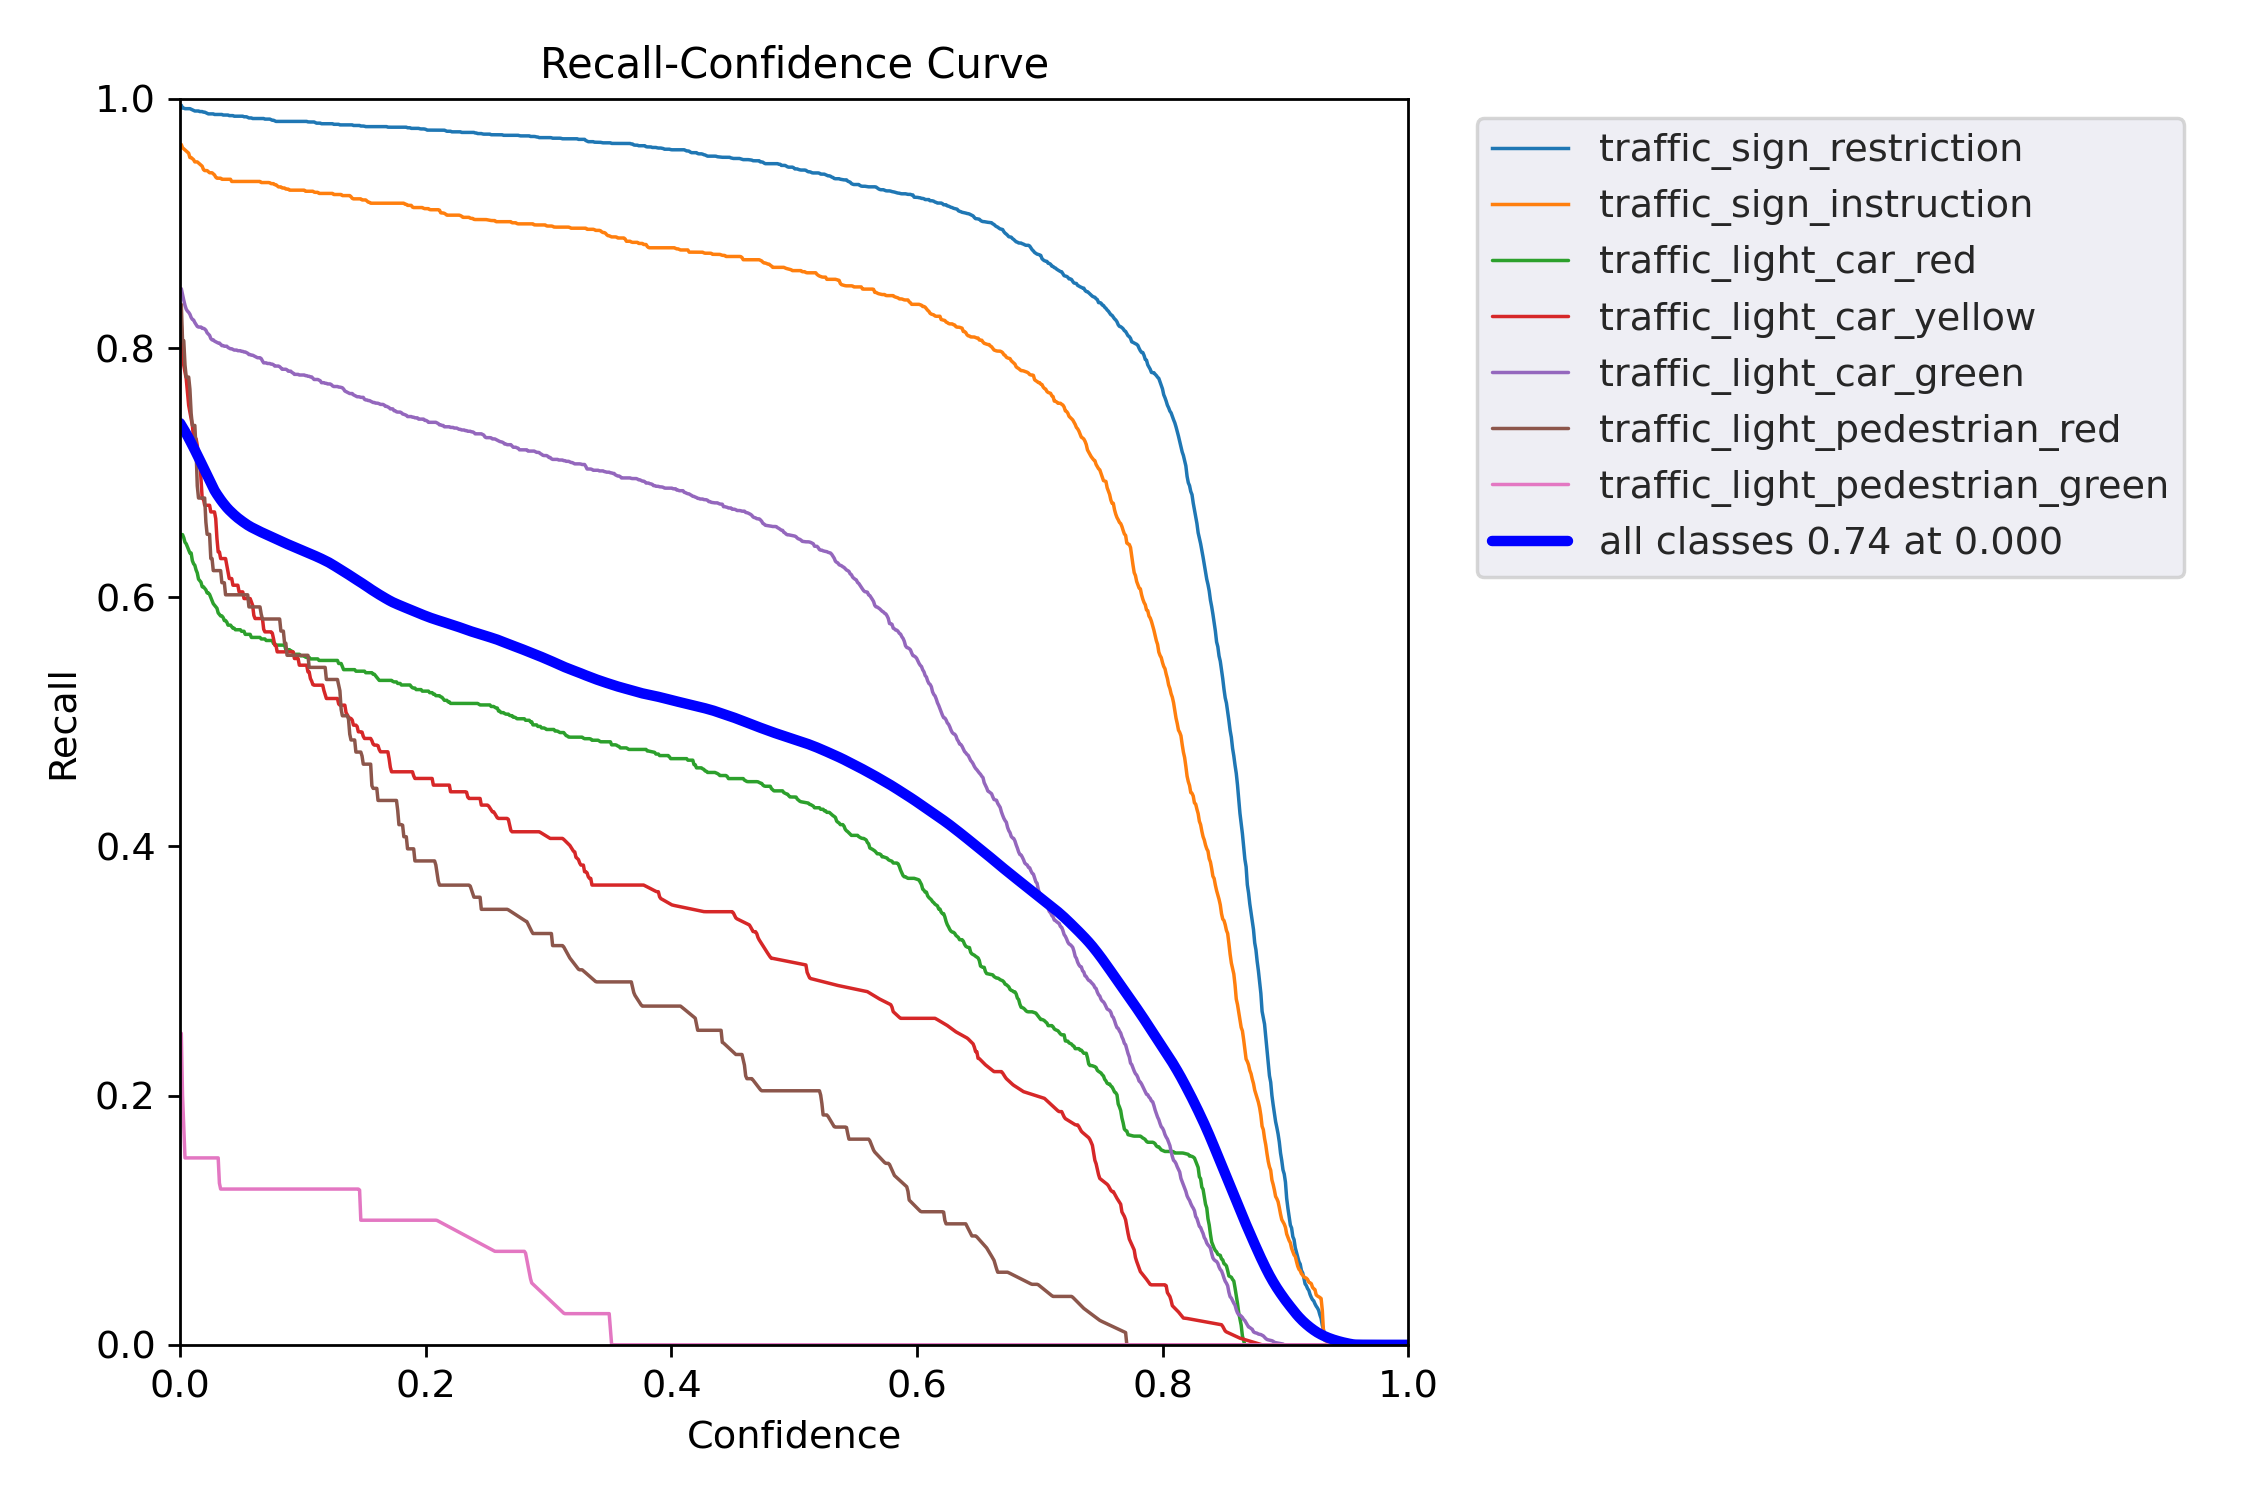 Recall-Confidence Curve
1.0
0.8
0.6
0.4
0.2
0.0
Recall
0.0 0.2 0.4 0.6 0.8 1.0
Confidence
traffic_sign_restriction
traffic_sign_instruction
traffic_light_car_red
traffic_light_car_yellow
traffic_light_car_green
traffic_light_pedestrian_red
traffic_light_pedestrian_green
all classes 0.74 at 0.000